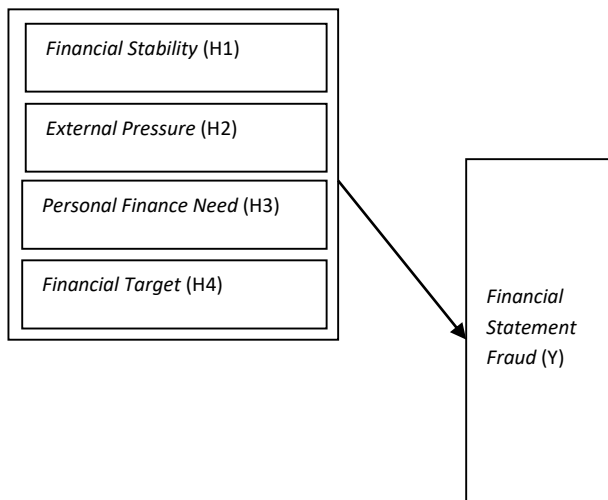 Financial Stability (H1)
External Pressure (H2)
Personal Finance Need (H3)
Financial Target (H4)
Financial
Statement
Fraud (Y)